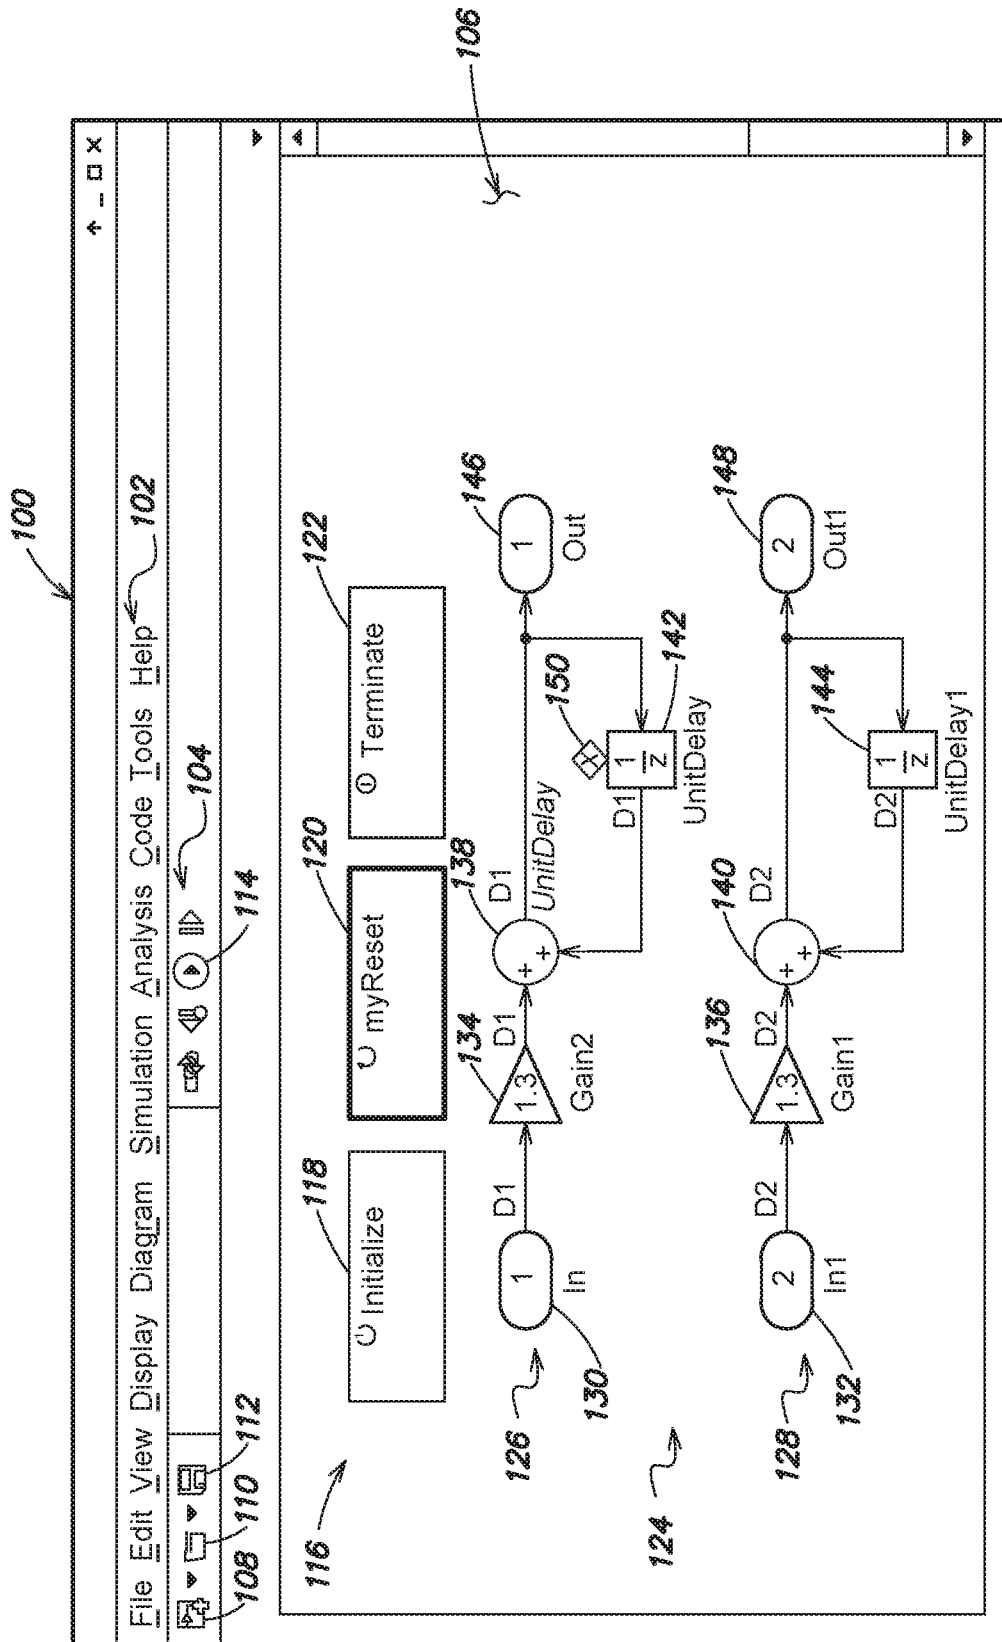 100
File Edit View Display Diagram Simulation Analysis Code Tools Help
102
104
108
110
112
114
106
116
118
120
122
Initialize
myReset
Terminate
126
130
1
In
D1
134
1.3
Gain2
D1
138
+
+
D1
UnitDelay
150
146
1
Out
D1
1
z
142
UnitDelay
124
128
132
2
In1
D2
136
1.3
Gain1
D2
140
+
+
D2
148
2
Out1
D2
1
z
144
UnitDelay1